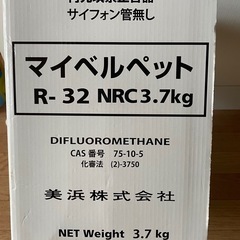 サイフォン管無し
マイベルペット
R-32 NRC3.7kg
DIFLUOROMETHANE
CAS 番号 75-10-5
化審法 (2)-3750
美浜株式会社
NET Weight 3.7 kg